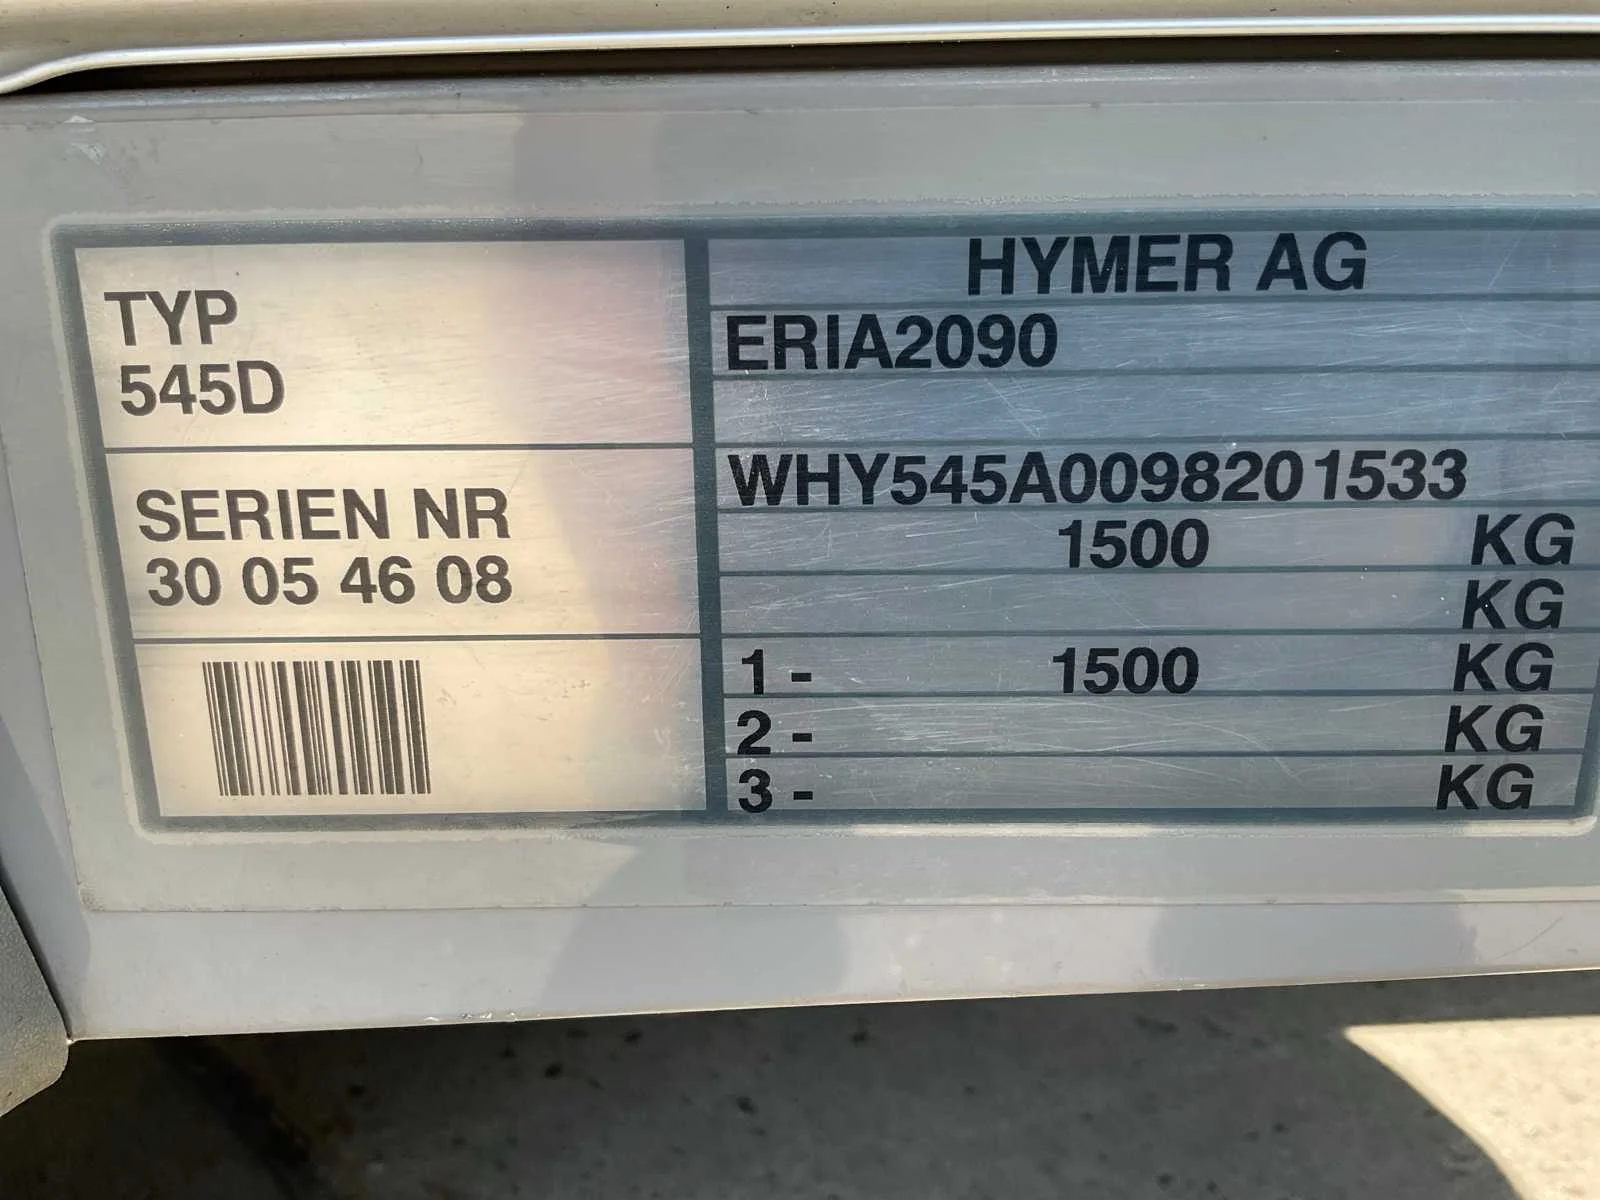 TYP
545D
SERIEN NR
30 05 46 08
HYMER AG
ERIA2090
WHY545A0098201533
1500 KG
KG
1 - 1500 KG
2 - KG
3 - KG